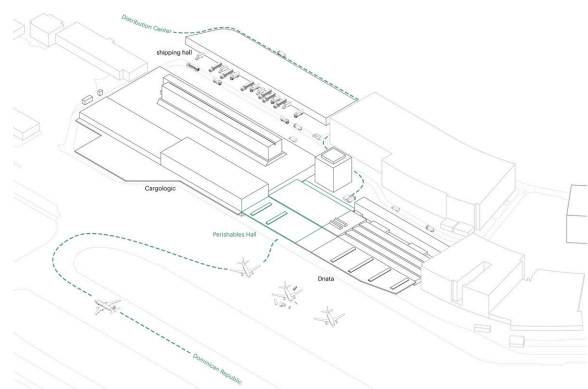 Distribution Center
shipping hall
Cargologic
Perishables Hall
Dnata
Dominican Republic